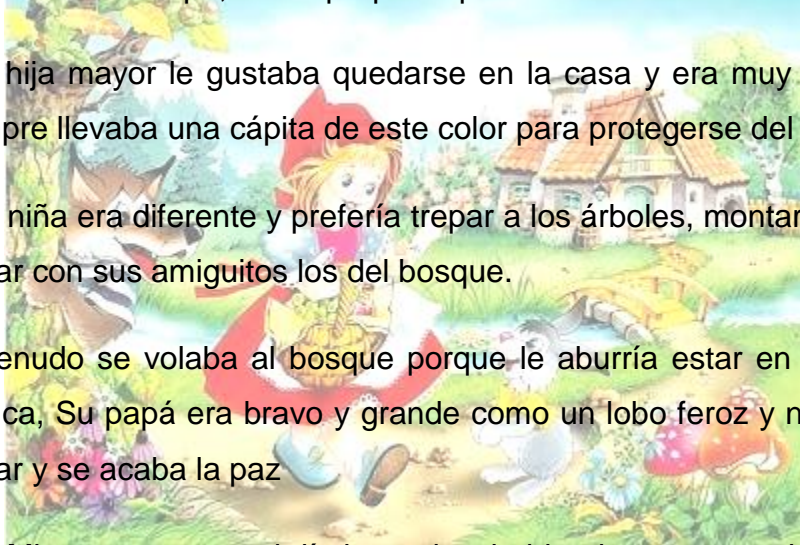 hija mayor le gustaba quedarse en la casa y era muy
pre llevaba una cápita de este color para protegerse del
niña era diferente y prefería trepar a los árboles, montar
ar con sus amiguitos los del bosque.
enudo se volaba al bosque porque le aburría estar en
ca, Su papá era bravo y grande como un lobo feroz y
ar y se acaba la paz